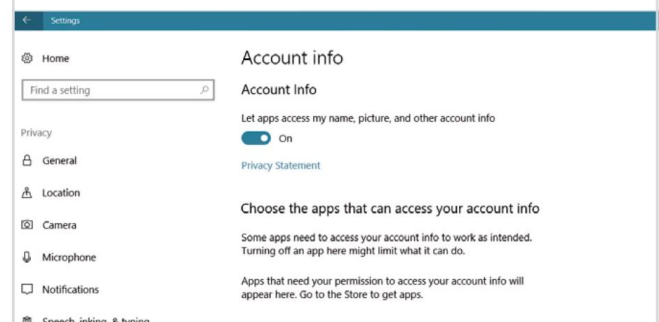 Settings
Home
Find a setting
Privacy
General
Location
Camera
Microphone
Notifications
Speech, inking, & typing
Account info
Account Info
Let apps access my name, picture, and other account info
On
Privacy Statement
Choose the apps that can access your account info
Some apps need to access your account info to work as intended.
Turning off an app here might limit what it can do.
Apps that need your permission to access your account info will
appear here. Go to the Store to get apps.